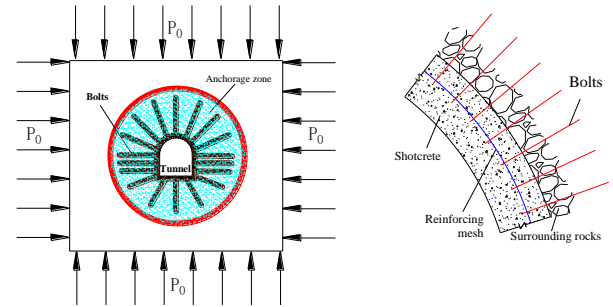 P0
Anchorage zone
Bolts
P0
P0
Tunnel
P0
Bolts
Shotcrete
Reinforcing
mesh
Surrounding rocks